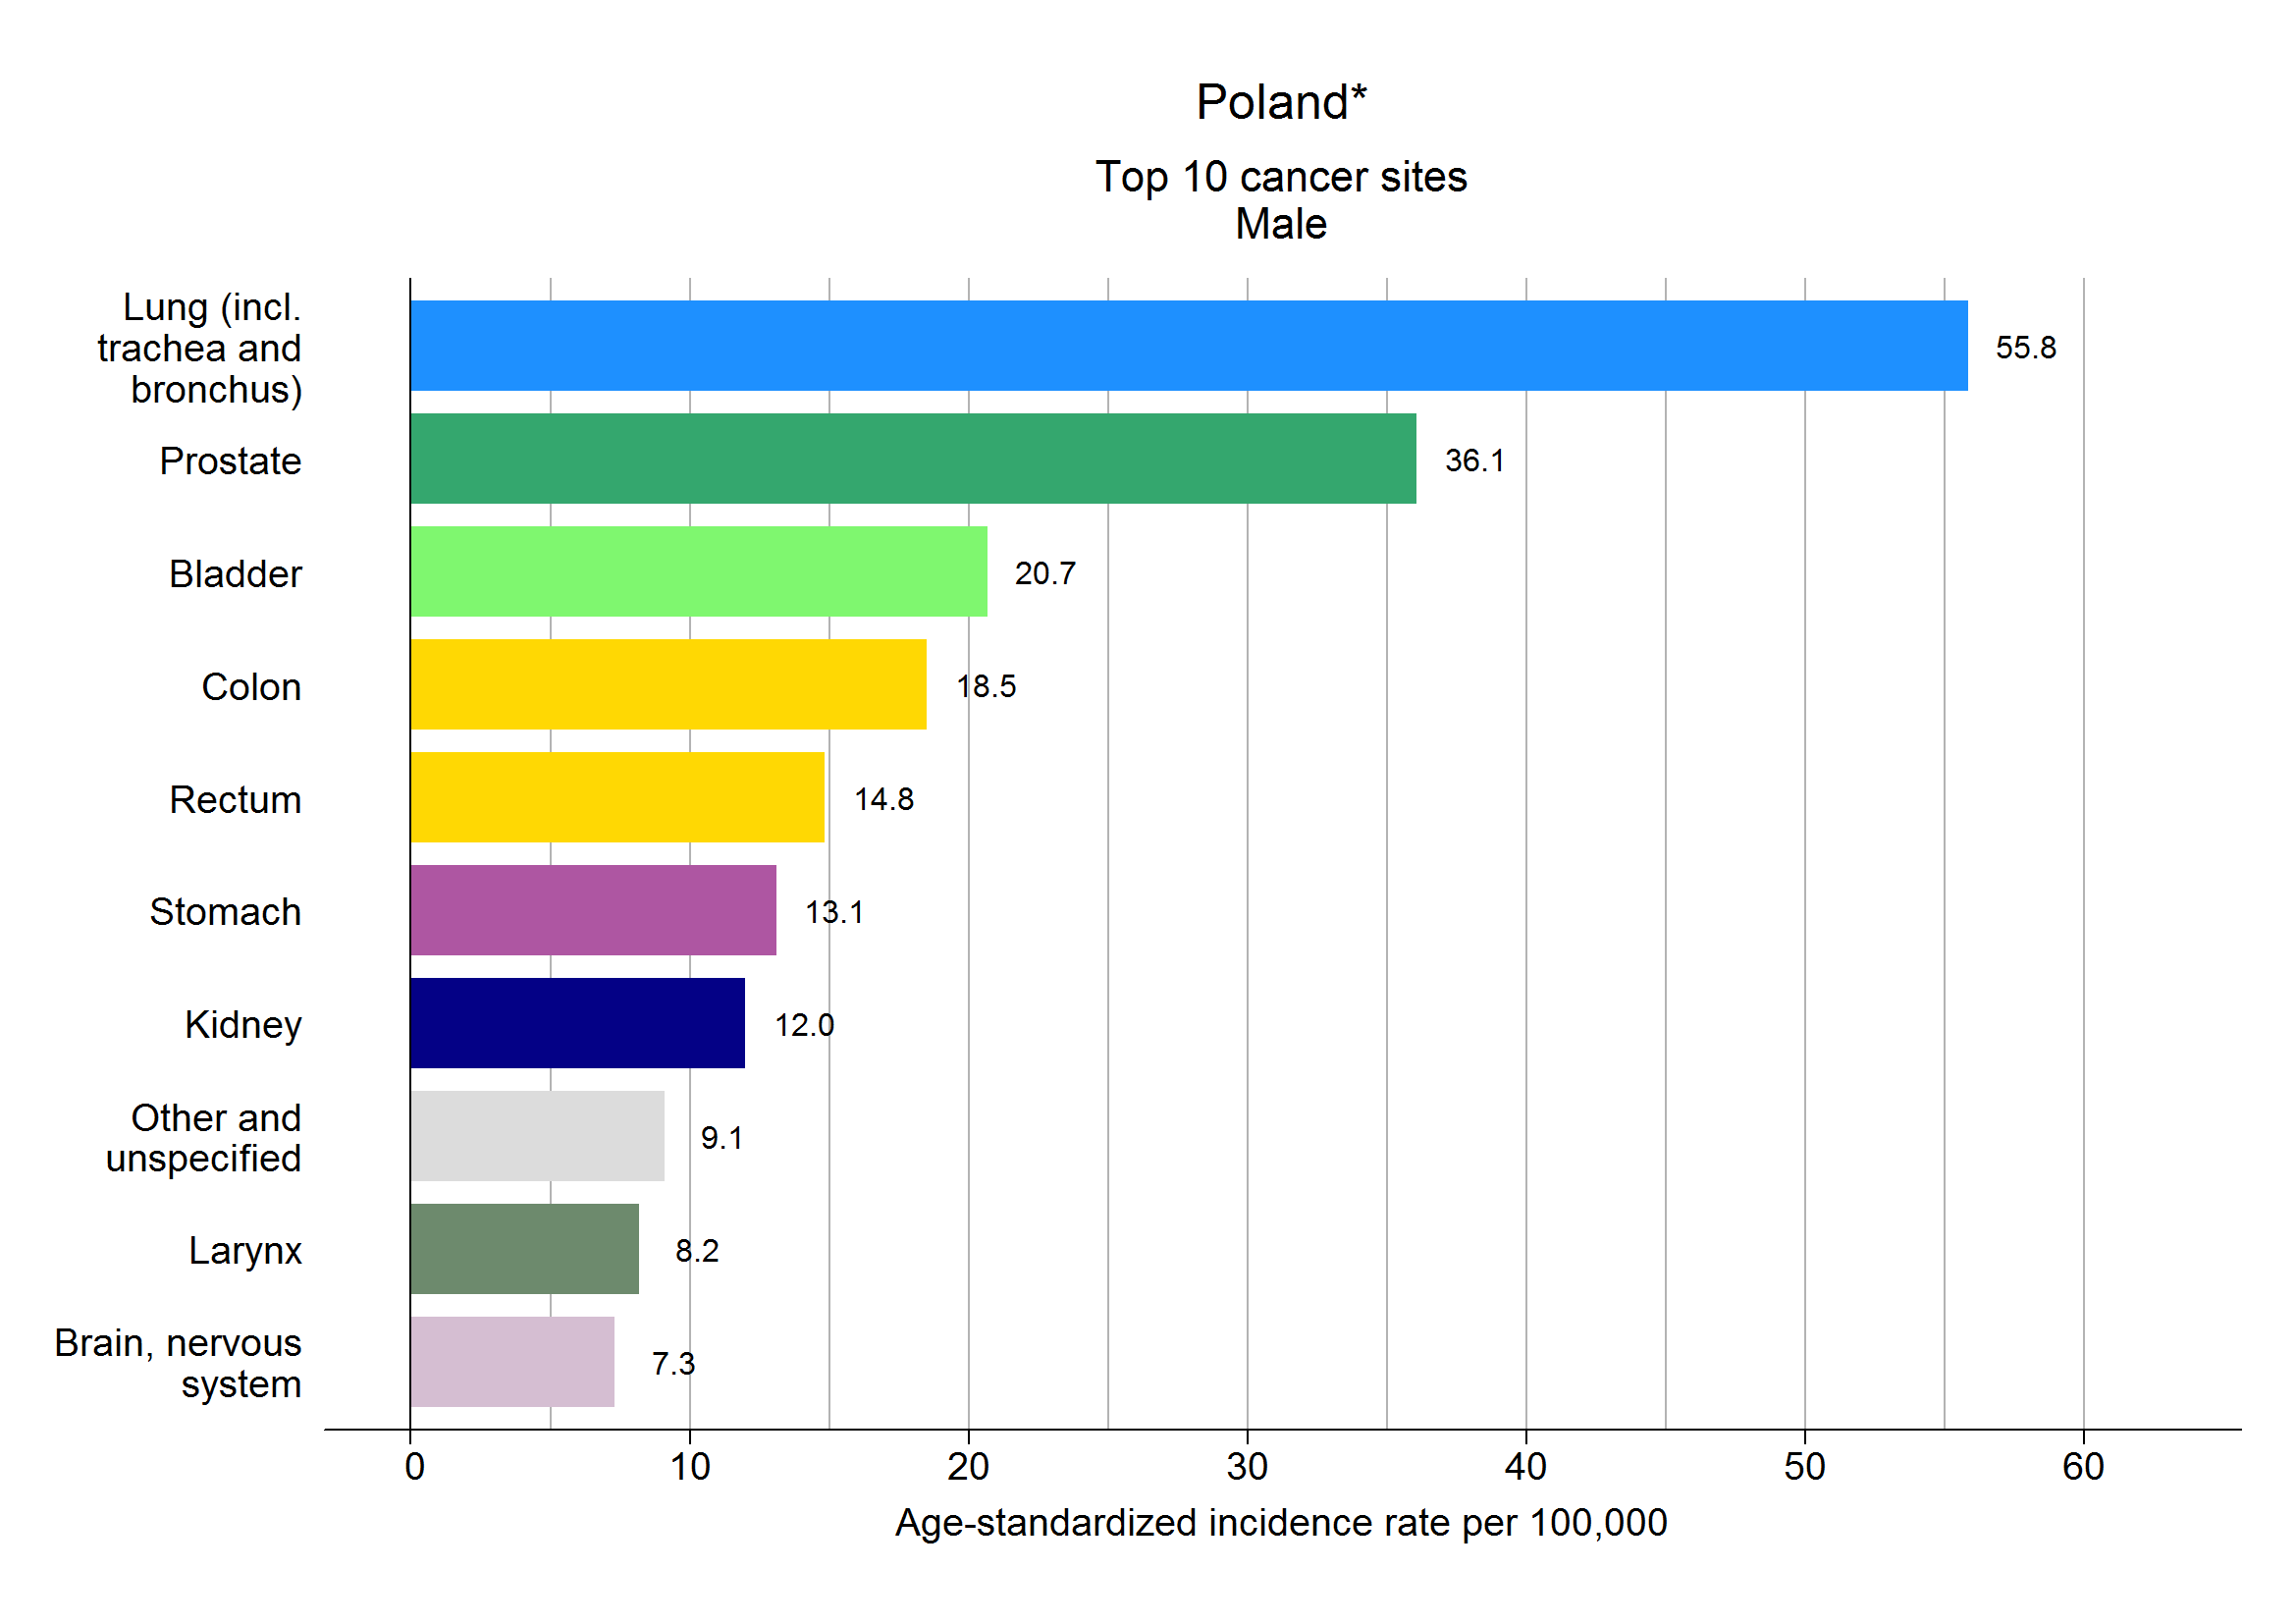 Poland*
Top 10 cancer sites
Male
Lung (incl.
trachea and
bronchus)
55.8
Prostate
36.1
Bladder
20.7
Colon
18.5
Rectum
14.8
Stomach
13.1
Kidney
12.0
Other and
unspecified
9.1
Larynx
8.2
Brain, nervous
system
7.3
0 10 20 30 40 50 60
Age-standardized incidence rate per 100,000